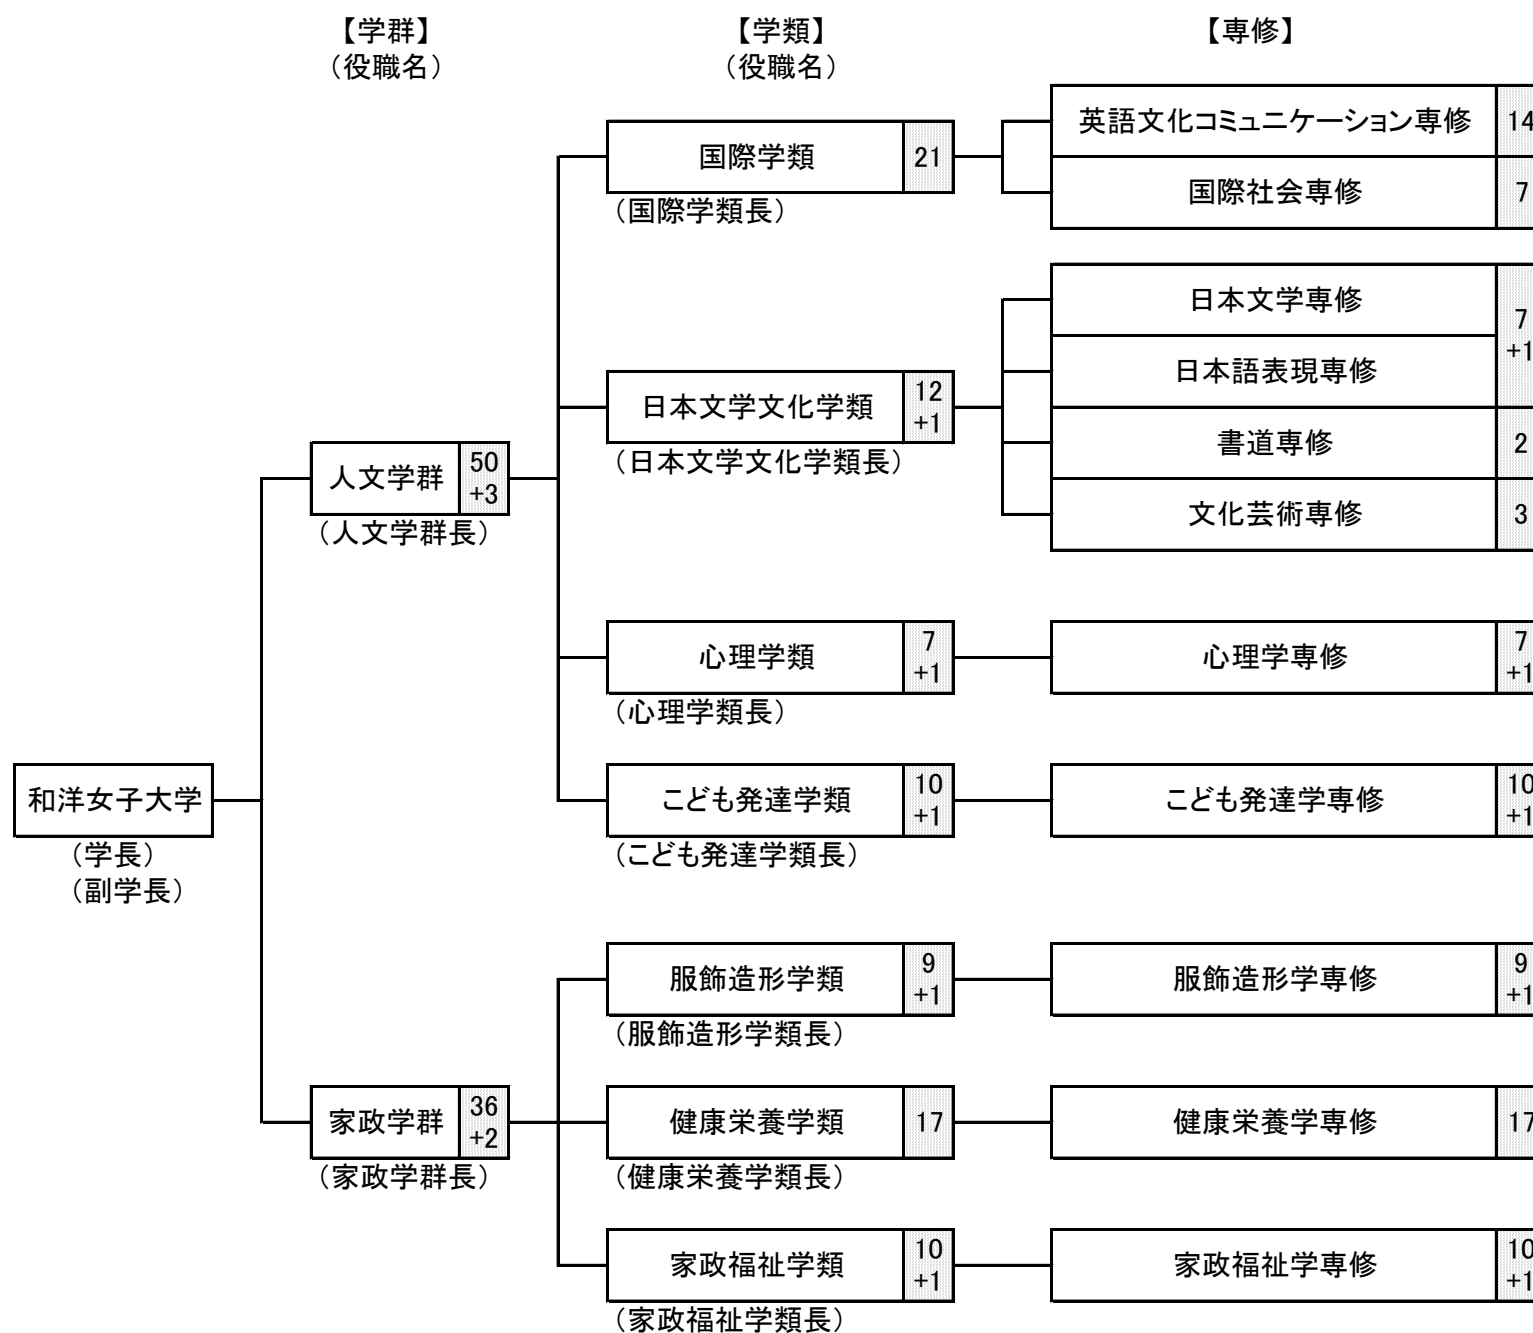 【学群】
（役職名）
【学類】
（役職名）
【専修】
国際学類 21
（国際学類長）
英語文化コミュニケーション専修 14
国際社会専修 7
日本文学文化学類 12
+1
（日本文学文化学類長）
日本文学専修
日本語表現専修
7
+1
書道専修 2
文化芸術専修 3
人文学群 50
+3
（人文学群長）
心理学類 7
+1
（心理学類長）
心理学専修 7
+1
和洋女子大学
（学長）
（副学長）
こども発達学類 10
+1
（こども発達学類長）
こども発達学専修 10
+1
服飾造形学類 9
+1
（服飾造形学類長）
服飾造形学専修 9
+1
家政学群 36
+2
（家政学群長）
健康栄養学類 17
（健康栄養学類長）
健康栄養学専修 17
家政福祉学類 10
+1
（家政福祉学類長）
家政福祉学専修 10
+1